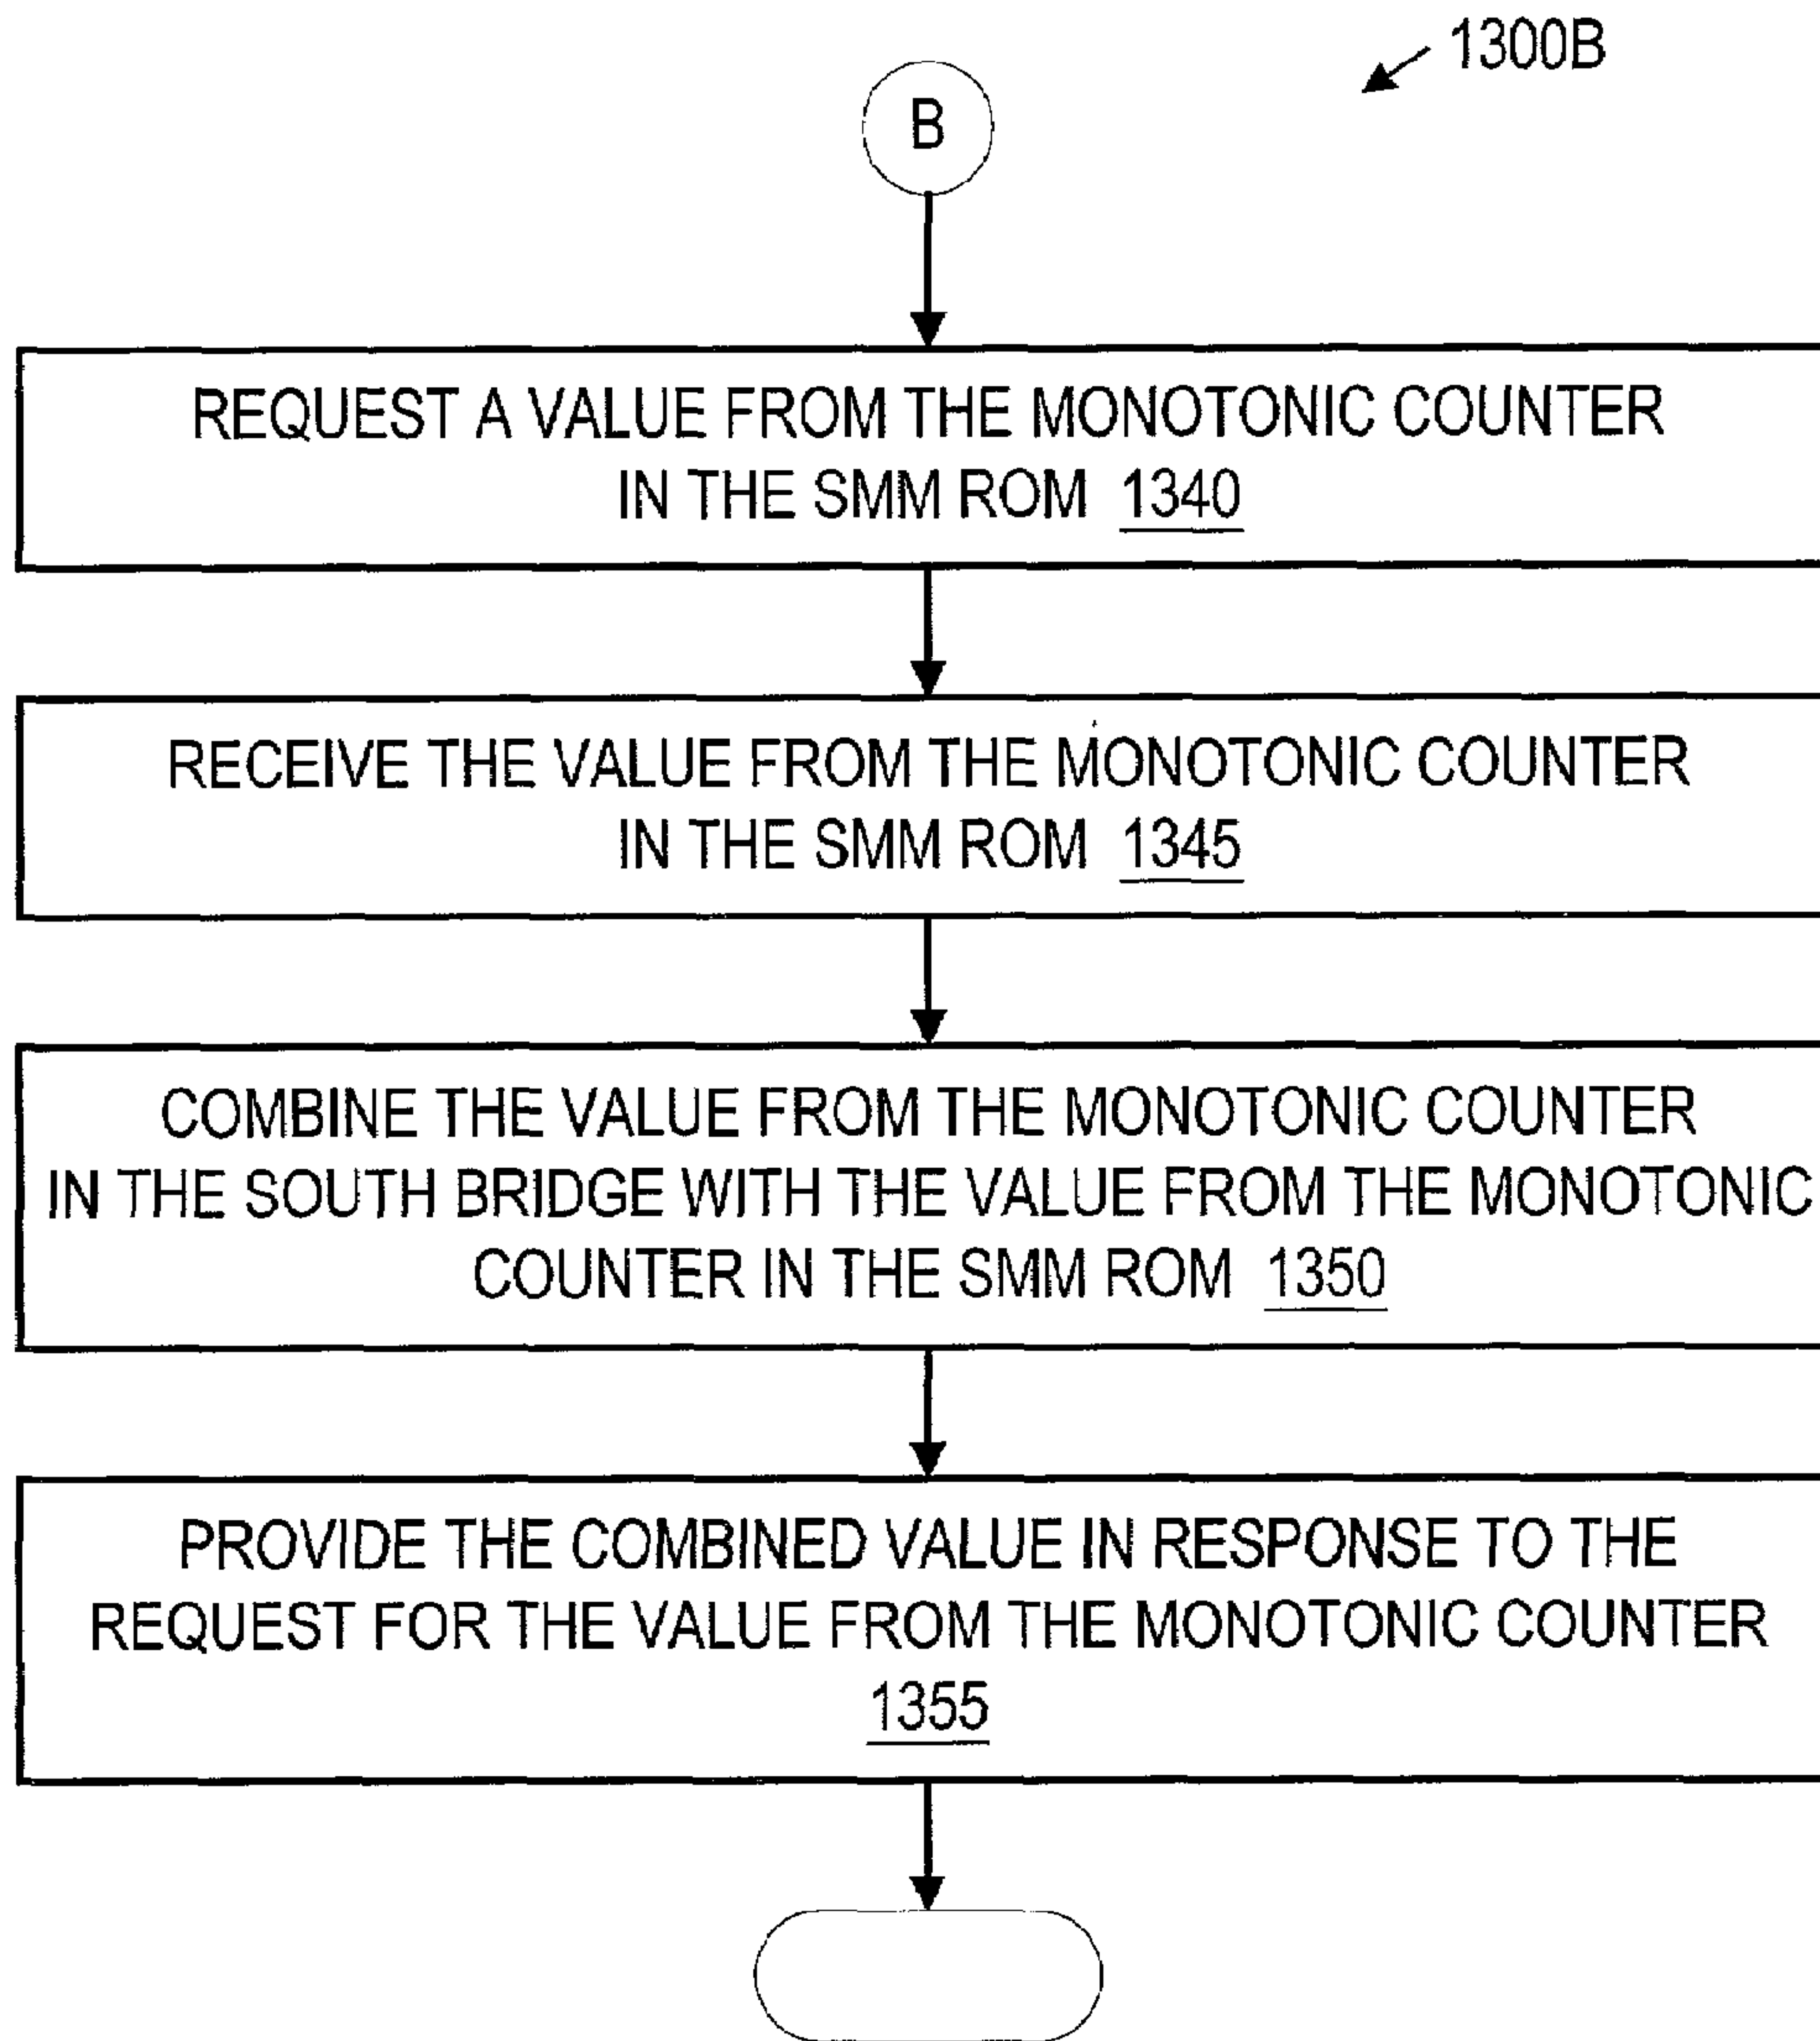 1300B
B
REQUEST A VALUE FROM THE MONOTONIC COUNTER
IN THE SMM ROM 1340
RECEIVE THE VALUE FROM THE MONOTONIC COUNTER
IN THE SMM ROM 1345
COMBINE THE VALUE FROM THE MONOTONIC COUNTER
IN THE SOUTH BRIDGE WITH THE VALUE FROM THE MONOTONIC
COUNTER IN THE SMM ROM 1350
PROVIDE THE COMBINED VALUE IN RESPONSE TO THE
REQUEST FOR THE VALUE FROM THE MONOTONIC COUNTER
1355